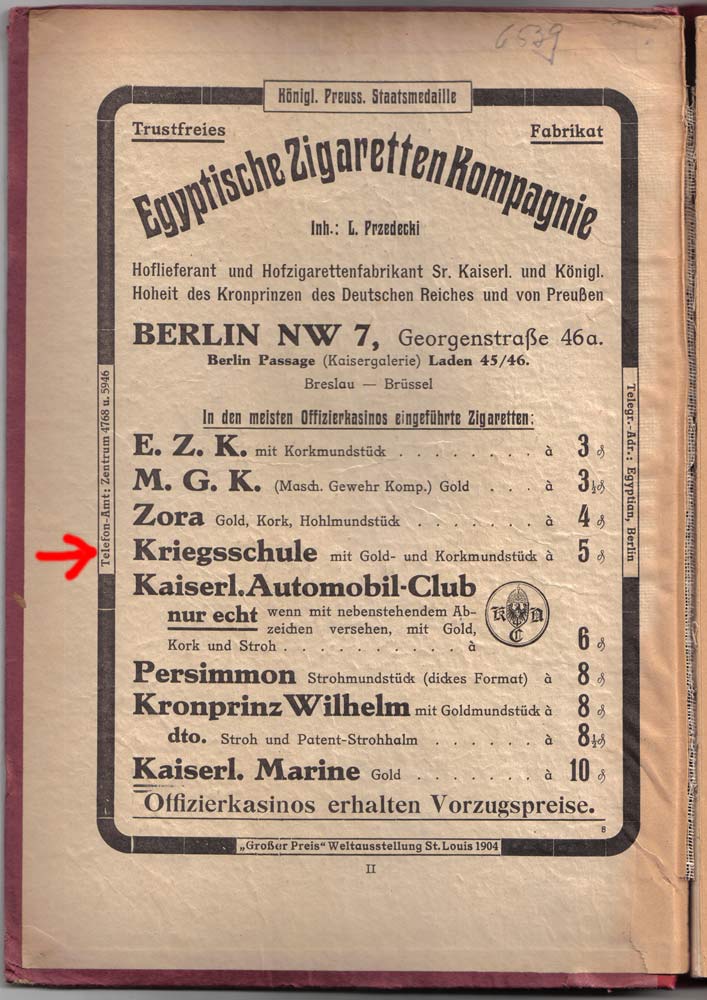 6539
Königl. Preuss. Staatsmedaille
Trustfreies Fabrikat
Egyptische Zigaretten Kompagnie
Inh.: L. Przedecki
Hoflieferant und Hofzigarettenfabrikant Sr. Kaiserl. und Königl.
Hoheit des Kronprinzen des Deutschen Reiches und von Preußen
BERLIN NW 7, Georgenstraße 46a.
Berlin Passage (Kaisergalerie) Laden 45/46.
Breslau — Brüssel
Telefon-Amt: Zentrum 4768 u. 5946
Telegr.-Adr.: Egyptian, Berlin
In den meisten Offizierkasinos eingeführte Zigaretten:
E. Z. K. mit Korkmundstück . . . . . . . . à 3 ₰
M. G. K. (Masch. Gewehr Komp.) Gold . . . à 3½ ₰
Zora Gold, Kork, Hohlmundstück . . . . . . . à 4 ₰
Kriegsschule mit Gold- und Korkmundstück à 5 ₰
Kaiserl. Automobil-Club
nur echt wenn mit nebenstehendem Ab-
zeichen versehen, mit Gold,
K A C
Kork und Stroh . . . . . . . . . . à 6 ₰
Persimmon Strohmundstück (dickes Format) à 8 ₰
Kronprinz Wilhelm mit Goldmundstück à 8 ₰
dto. Stroh und Patent-Strohhalm . . . . . . à 8½ ₰
Kaiserl. Marine Gold . . . . . . . . à 10 ₰
Offizierkasinos erhalten Vorzugspreise.
8
„Großer Preis" Weltausstellung St. Louis 1904
II